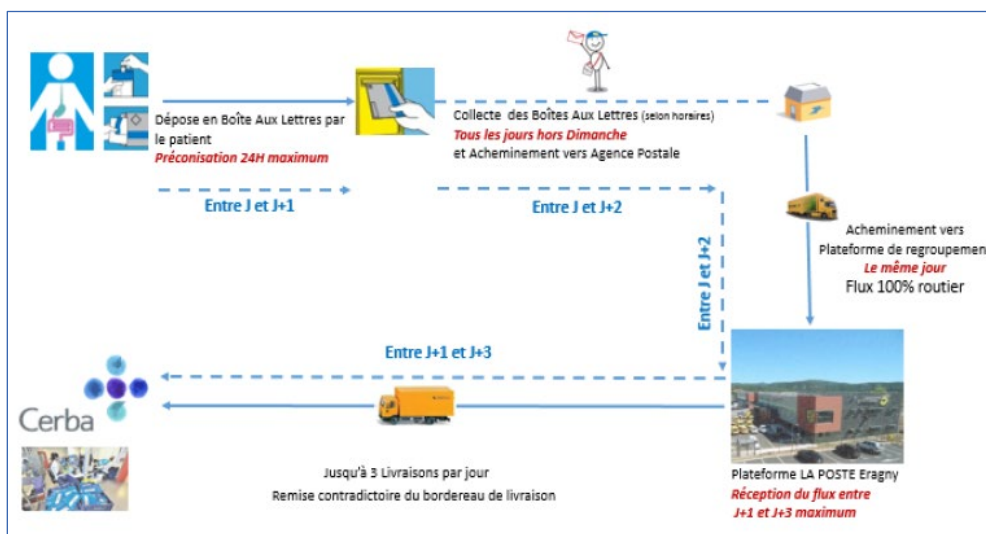 Dépose en Boîte Aux Lettres par
le patient
Préconisation 24H maximum
Collecte des Boîtes Aux Lettres (selon horaires)
Tous les jours hors Dimanche
et Acheminement vers Agence Postale
Entre J et J+1
Entre J et J+2
Entre J et J+2
Acheminement vers
Plateforme de regroupemen
Le même jour
Flux 100% routier
Entre J+1 et J+3
Cerba
Jusqu'à 3 Livraisons par jour
Remise contradictoire du bordereau de livraison
Plateforme LA POSTE Eragny
Réception du flux entre
J+1 et J+3 maximum